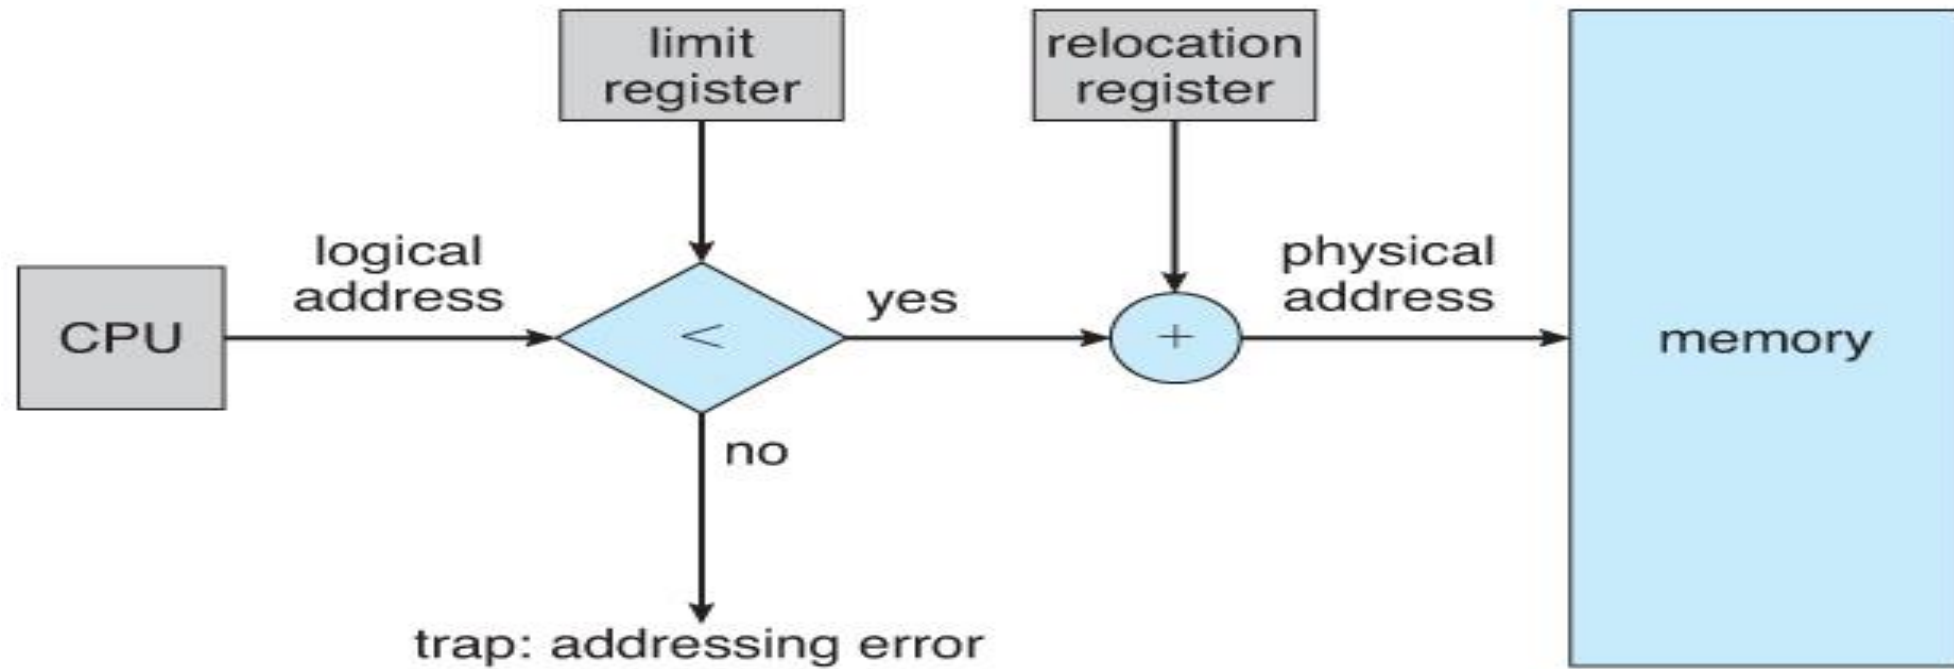 limit
register
relocation
register
logical
address
physical
address
CPU
<
yes
+
memory
no
trap: addressing error